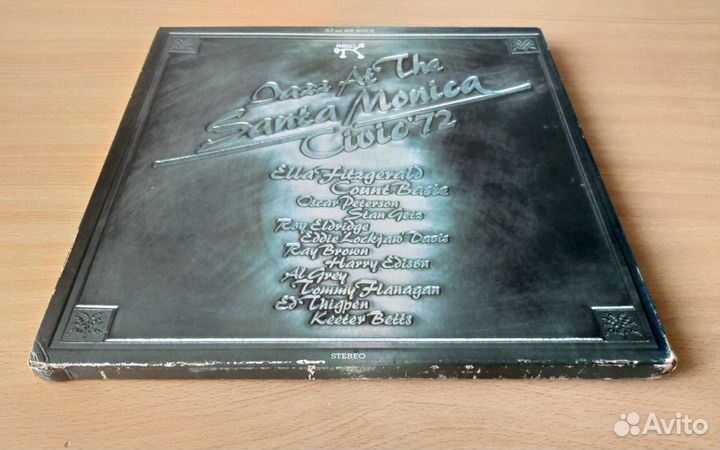 PABLO
Jazz At The
Santa Monica
Civic '72
Ella Fitzgerald
Count Basie
Oscar Peterson
Stan Getz
Roy Eldridge
Eddie Lockjaw Davis
Ray Brown
Harry Edison
Al Grey
Tommy Flanagan
Ed Thigpen
Keeter Betts
STEREO
Avito